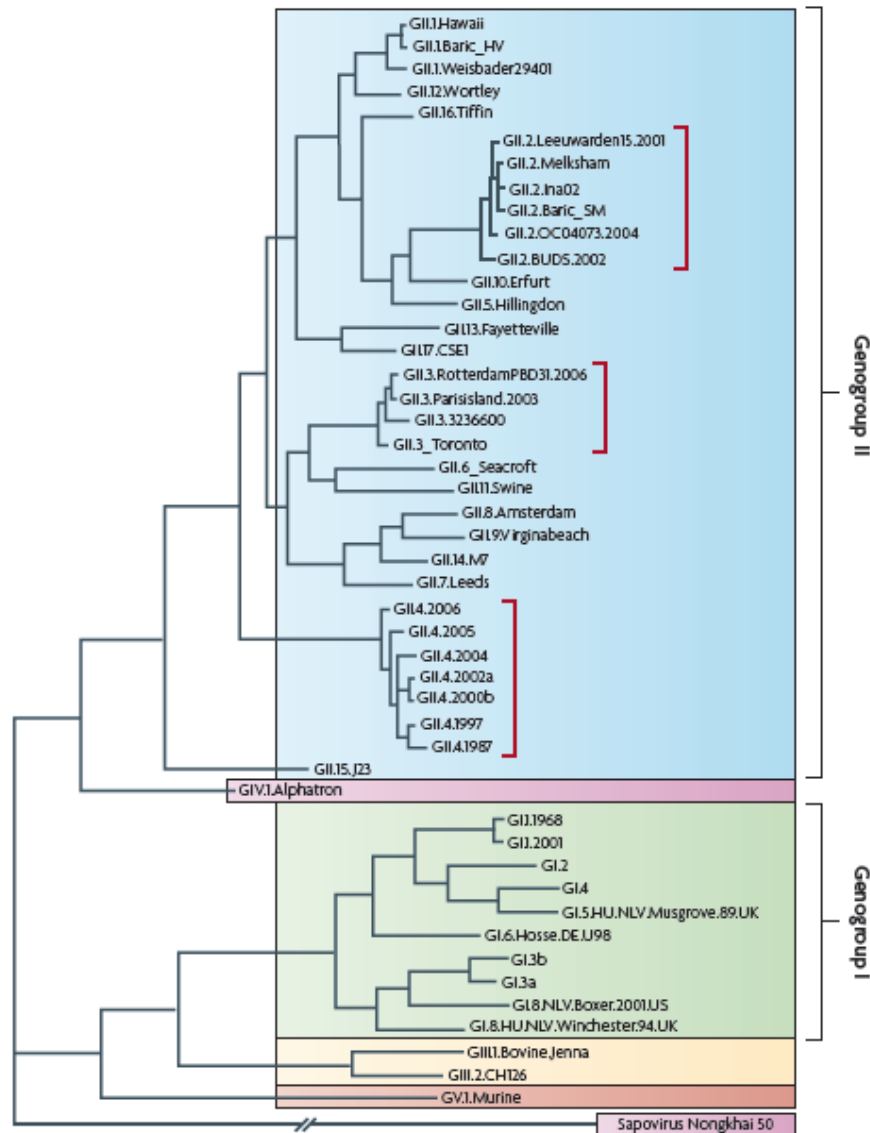 GII.1.Hawaii
GII.1.Baric_HV
GII.1.Weisbader29401
GII.12.Wortley
GII.16.Tiffin
GII.2.Leeuwarden15.2001
GII.2.Melksham
GII.2.Ina02
GII.2.Baric_SM
GII.2.OC04073.2004
GII.2.BUDS.2002
GII.10.Erfurt
GII.5.Hillingdon
GII.13.Fayetteville
GII.17.CSE1
GII.3.RotterdamPBD31.2006
GII.3.Parisisland.2003
GII.3.3236600
GII.3_Toronto
GII.6_Seacroft
GII.11.Swine
GII.8.Amsterdam
GII.9.Virginabeach
GII.14.M7
GII.7.Leeds
GII.4.2006
GII.4.2005
GII.4.2004
GII.4.2002a
GII.4.2000b
GII.4.1997
GII.4.1987
GII.15.J23
Genogroup II
GIV.1.Alphatron
GI.1.1968
GI.1.2001
GI.2
GI.4
GI.5.HU.NLV.Musgrove.89.UK
GI.6.Hosse.DE.U98
GI.3b
GI.3a
GI.8.NLV.Boxer.2001.US
GI.8.HU.NLV.Winchester.94.UK
Genogroup I
GIII.1.Bovine.Jenna
GIII.2.CH126
GV.1.Murine
Sapovirus Nongkhai 50